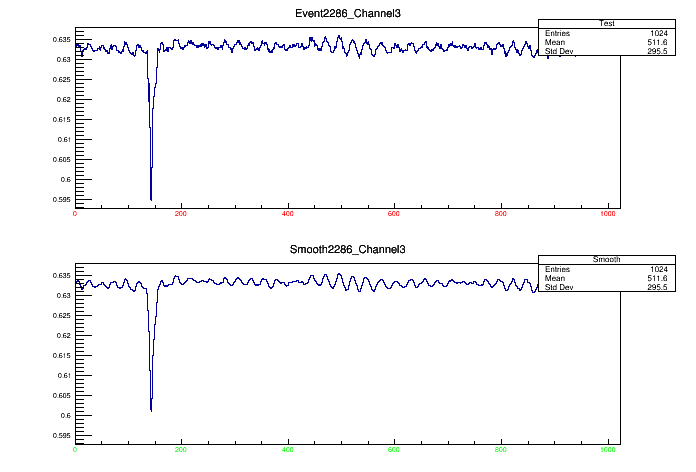 Event2286_Channel3
Test
Entries 1024
Mean 511.6
Std Dev 295.5
0.635
0.63
0.625
0.62
0.615
0.61
0.605
0.6
0.595
0 200 400 600 800 1000
Smooth2286_Channel3
Smooth
Entries 1024
Mean 511.6
Std Dev 295.5
0.635
0.63
0.625
0.62
0.615
0.61
0.605
0.6
0.595
0 200 400 600 800 1000